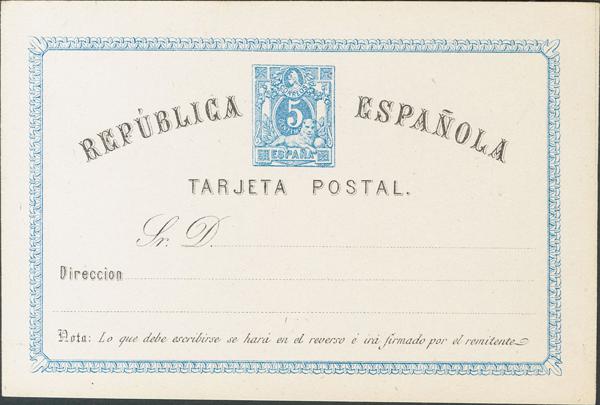 CORREOS
5
ESPAÑA
REPÚBLICA ESPAÑOLA
TARJETA POSTAL.
Sr. D.
Direccion
Nota: Lo que debe escribirse se hará en el reverso é irá firmado por el remitente